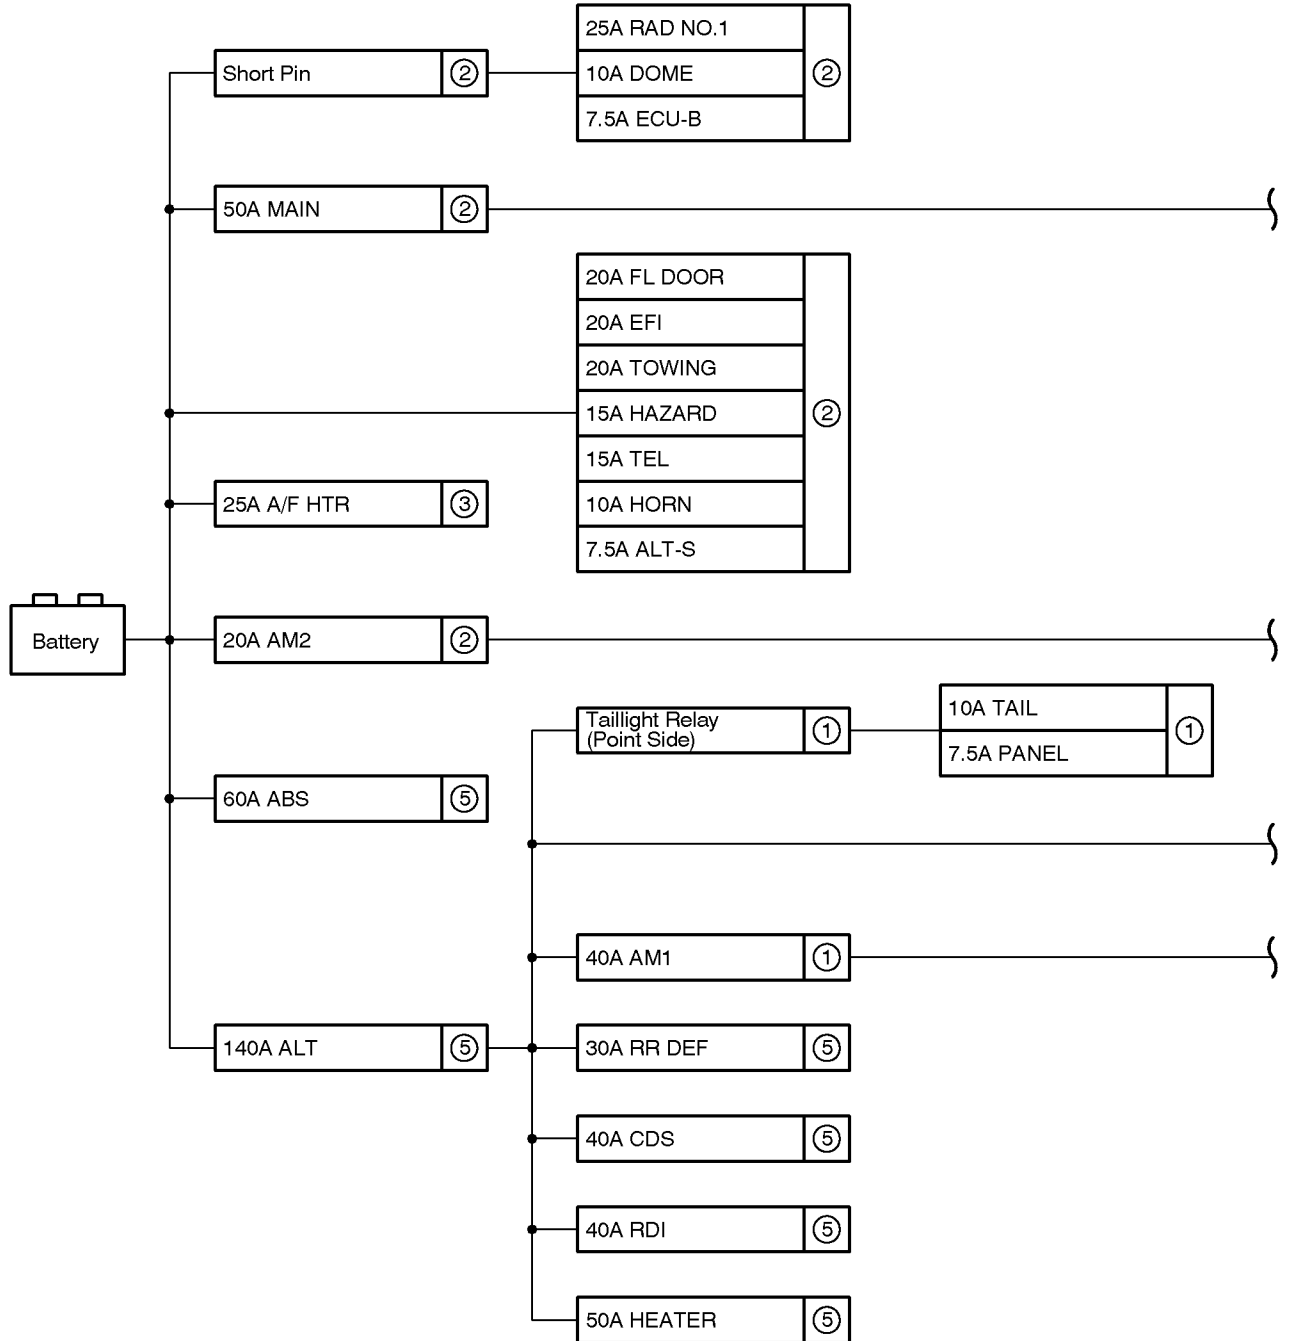 25A RAD NO.1
Short Pin ② 10A DOME ②
7.5A ECU-B
50A MAIN ②
20A FL DOOR
20A EFI
20A TOWING
15A HAZARD ②
15A TEL
25A A/F HTR ③ 10A HORN
7.5A ALT-S
Battery 20A AM2 ②
Taillight Relay
(Point Side) ①
10A TAIL
7.5A PANEL ①
60A ABS ⑤
40A AM1 ①
140A ALT ⑤ 30A RR DEF ⑤
40A CDS ⑤
40A RDI ⑤
50A HEATER ⑤